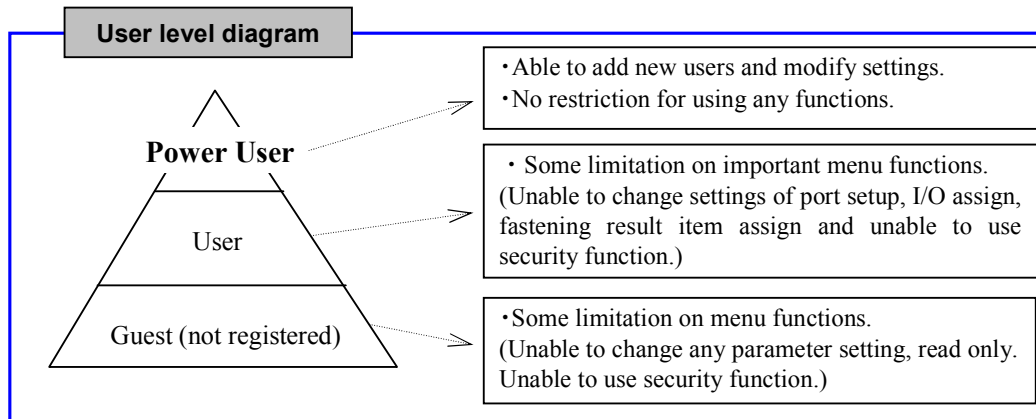 User level diagram
・Able to add new users and modify settings.
・No restriction for using any functions.
Power User
・ Some limitation on important menu functions.
(Unable to change settings of port setup, I/O assign,
fastening result item assign and unable to use
security function.)
User
・Some limitation on menu functions.
(Unable to change any parameter setting, read only.
Unable to use security function.)
Guest (not registered)